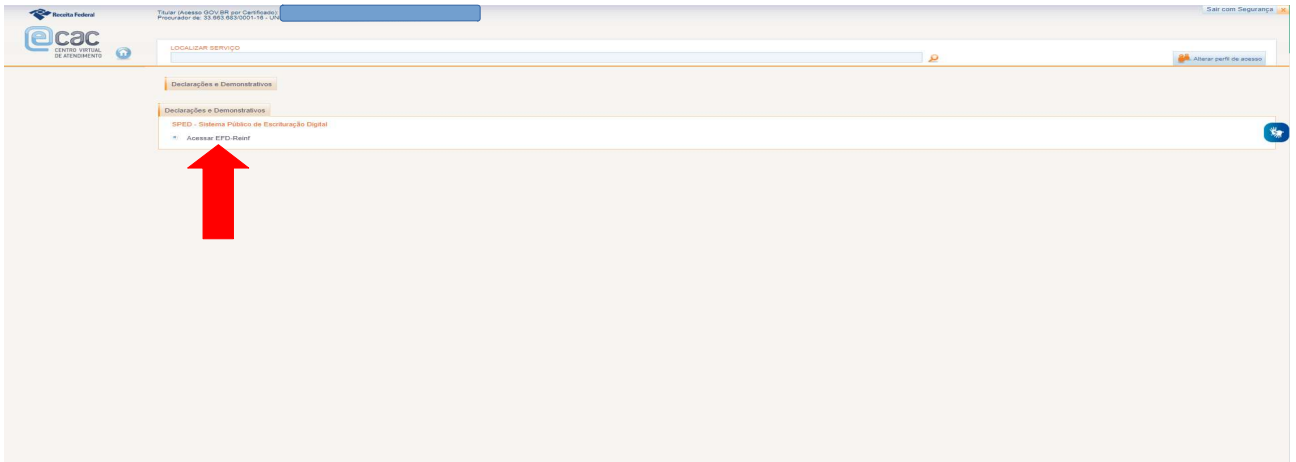 Receita Federal
Titular (Acesso GOV.BR por Certificado):
Procurador de: 33.663.683/0001-16 - UN
Sair com Segurança
e cac
CENTRO VIRTUAL
DE ATENDIMENTO
LOCALIZAR SERVIÇO
Alterar perfil de acesso
Declarações e Demonstrativos
Declarações e Demonstrativos
SPED - Sistema Público de Escrituração Digital
Acessar EFD-Reinf